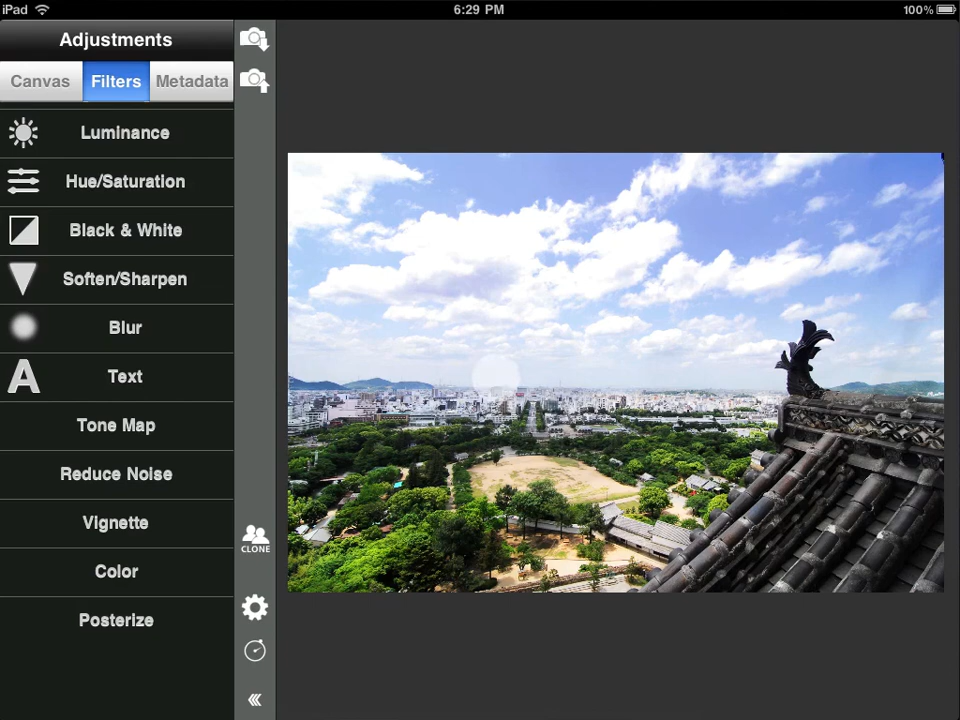 iPad 6:29 PM 100%
Adjustments
Canvas Filters Metadata
Luminance
Hue/Saturation
Black & White
Soften/Sharpen
Blur
A Text
Tone Map
Reduce Noise
Vignette
Color
Posterize
CLONE